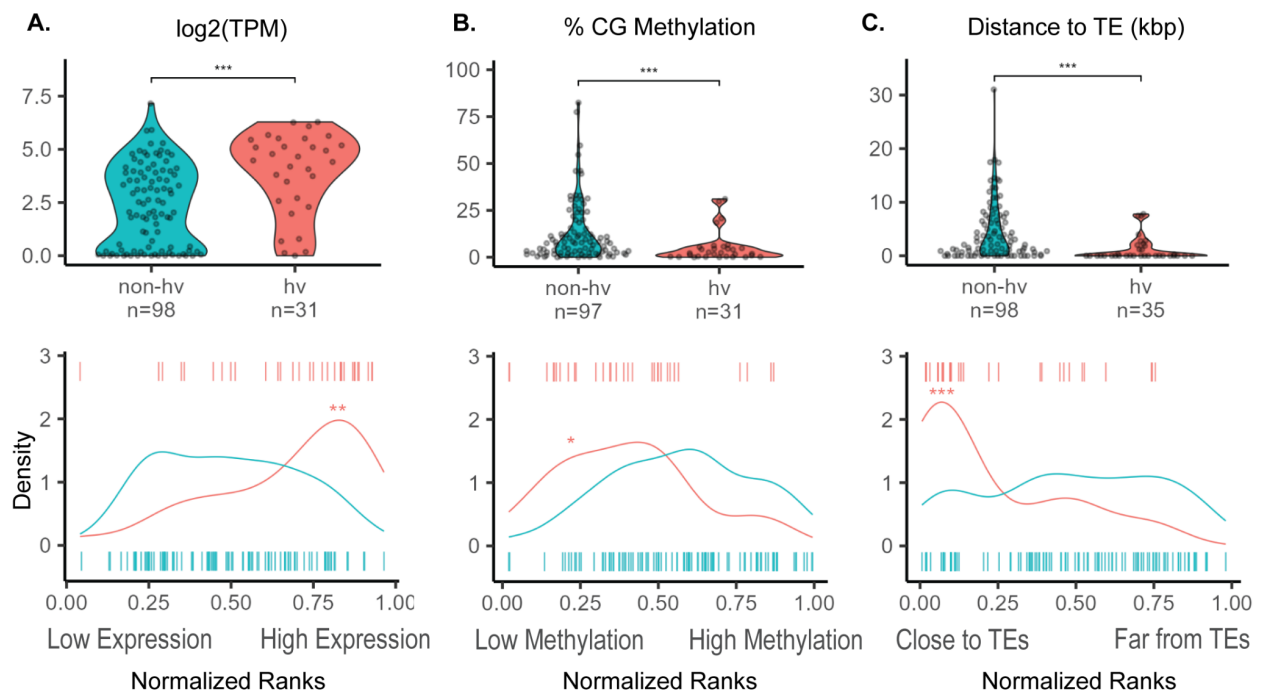 A. log2(TPM)
B. % CG Methylation
C. Distance to TE (kbp)
***
7.5
5.0
2.5
0.0
non-hv
n=98
hv
n=31
***
100
75
50
25
0
non-hv
n=97
hv
n=31
***
30
20
10
0
non-hv
n=98
hv
n=35
Density
3
2
1
0
**
0.00 0.25 0.50 0.75 1.00
Low Expression High Expression
Normalized Ranks
3
2
1
0
*
0.00 0.25 0.50 0.75 1.00
Low Methylation High Methylation
Normalized Ranks
3
2
1
0
***
0.00 0.25 0.50 0.75 1.00
Close to TEs Far from TEs
Normalized Ranks